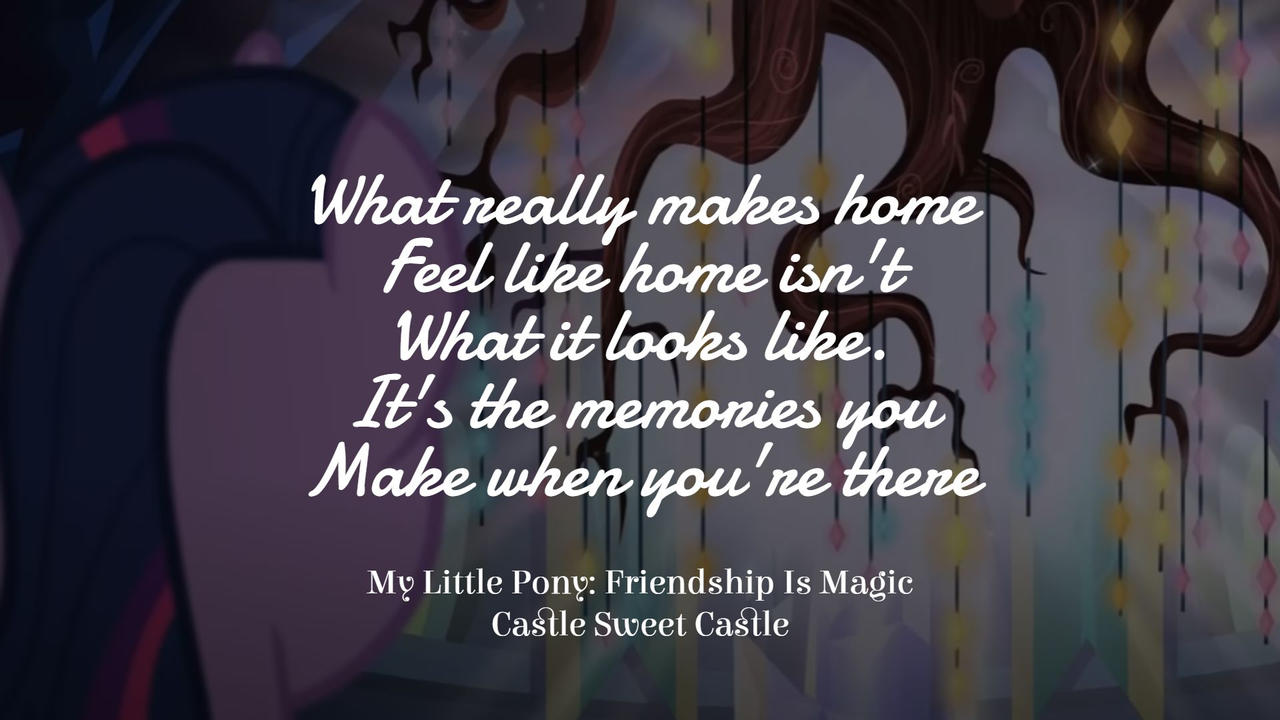 What really makes home
Feel like home isn't
What it looks like.
It's the memories you
Make when you're there
My Little Pony: Friendship Is Magic
Castle Sweet Castle